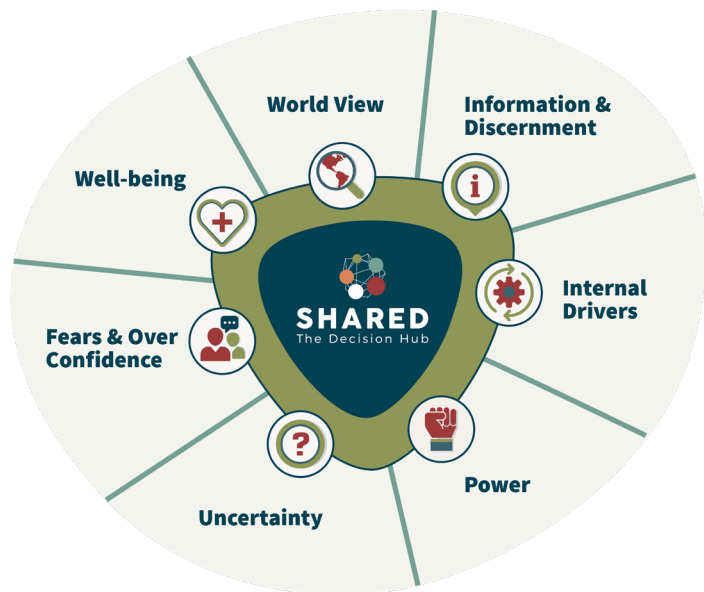 World View
Information &
Discernment
Well-being
i
Internal
Drivers
SHARED
The Decision Hub
Fears & Over
Confidence
?
Power
Uncertainty